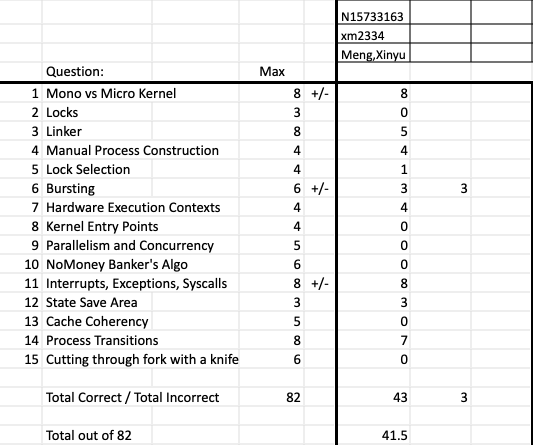 N15733163
xm2334
Meng,Xinyu
Question: Max
1 Mono vs Micro Kernel 8 +/- 8
2 Locks 3 0
3 Linker 8 5
4 Manual Process Construction 4 4
5 Lock Selection 4 1
6 Bursting 6 +/- 3 3
7 Hardware Execution Contexts 4 4
8 Kernel Entry Points 4 0
9 Parallelism and Concurrency 5 0
10 NoMoney Banker's Algo 6 0
11 Interrupts, Exceptions, Syscalls 8 +/- 8
12 State Save Area 3 3
13 Cache Coherency 5 0
14 Process Transitions 8 7
15 Cutting through fork with a knife 6 0
Total Correct / Total Incorrect 82 43 3
Total out of 82 41.5